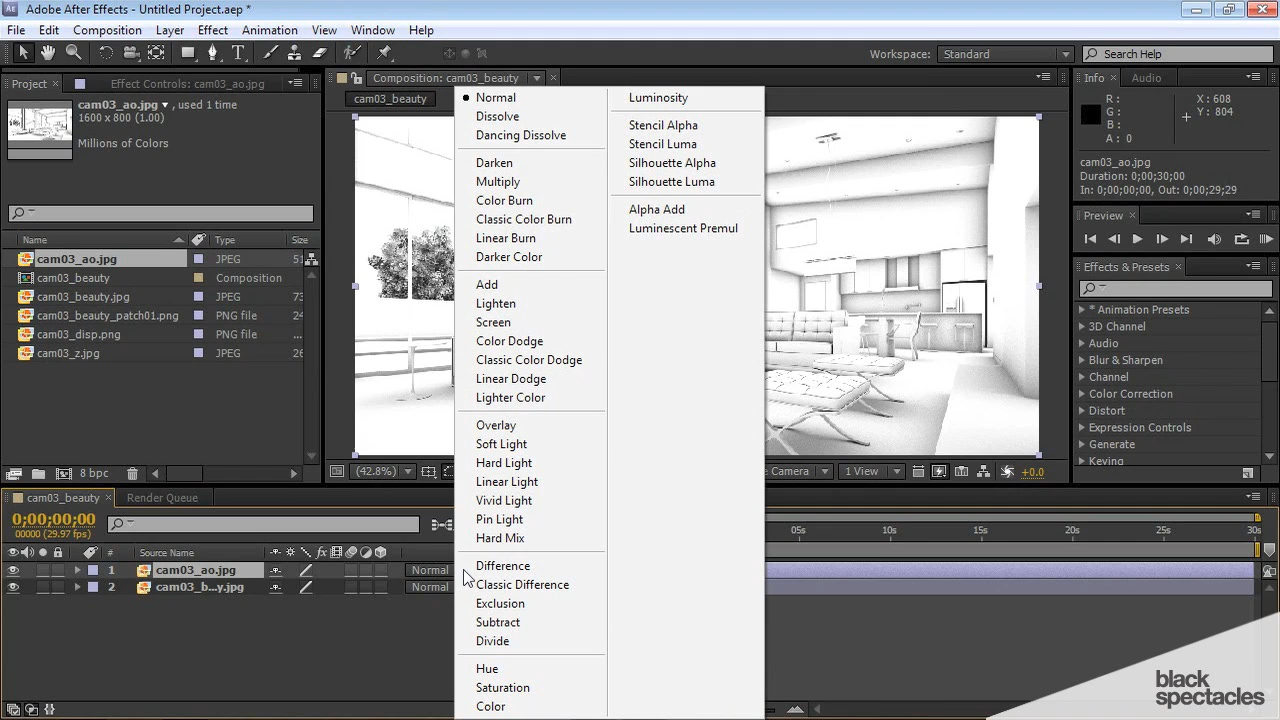 Adobe After Effects - Untitled Project.aep *
File Edit Composition Layer Effect Animation View Window Help
Workspace: Standard Search Help
Project × Effect Controls: cam03_ao.jpg
cam03_ao.jpg , used 1 time
1600 x 800 (1.00)
Millions of Colors
Name Type Size
cam03_ao.jpg JPEG 51
cam03_beauty Composition
cam03_beauty.jpg JPEG 73
cam03_beauty_patch01.png PNG file 24
cam03_disp.png PNG file ...
cam03_z.jpg JPEG 26
8 bpc
Composition: cam03_beauty ×
cam03_beauty
Normal
Dissolve
Dancing Dissolve
Darken
Multiply
Color Burn
Classic Color Burn
Linear Burn
Darker Color
Add
Lighten
Screen
Color Dodge
Classic Color Dodge
Linear Dodge
Lighter Color
Overlay
Soft Light
Hard Light
Linear Light
Vivid Light
Pin Light
Hard Mix
Difference
Classic Difference
Exclusion
Subtract
Divide
Hue
Saturation
Color
Luminosity
Stencil Alpha
Stencil Luma
Silhouette Alpha
Silhouette Luma
Alpha Add
Luminescent Premul
(42.8%) Camera 1 View +0.0
Info × Audio
R : X : 608
G : Y : 804
B :
A : 0
cam03_ao.jpg
Duration: 0;00;30;00
In: 0;00;00;00, Out: 0;00;29;29
Preview ×
Effects & Presets ×
* Animation Presets
3D Channel
Audio
Blur & Sharpen
Channel
Color Correction
Distort
Expression Controls
Generate
Keying
cam03_beauty × Render Queue
0;00;00;00
00000 (29.97 fps)
# Source Name
1 cam03_ao.jpg Normal
2 cam03_b...y.jpg Normal
05s 10s 15s 20s 25s 30s
black
spectacles